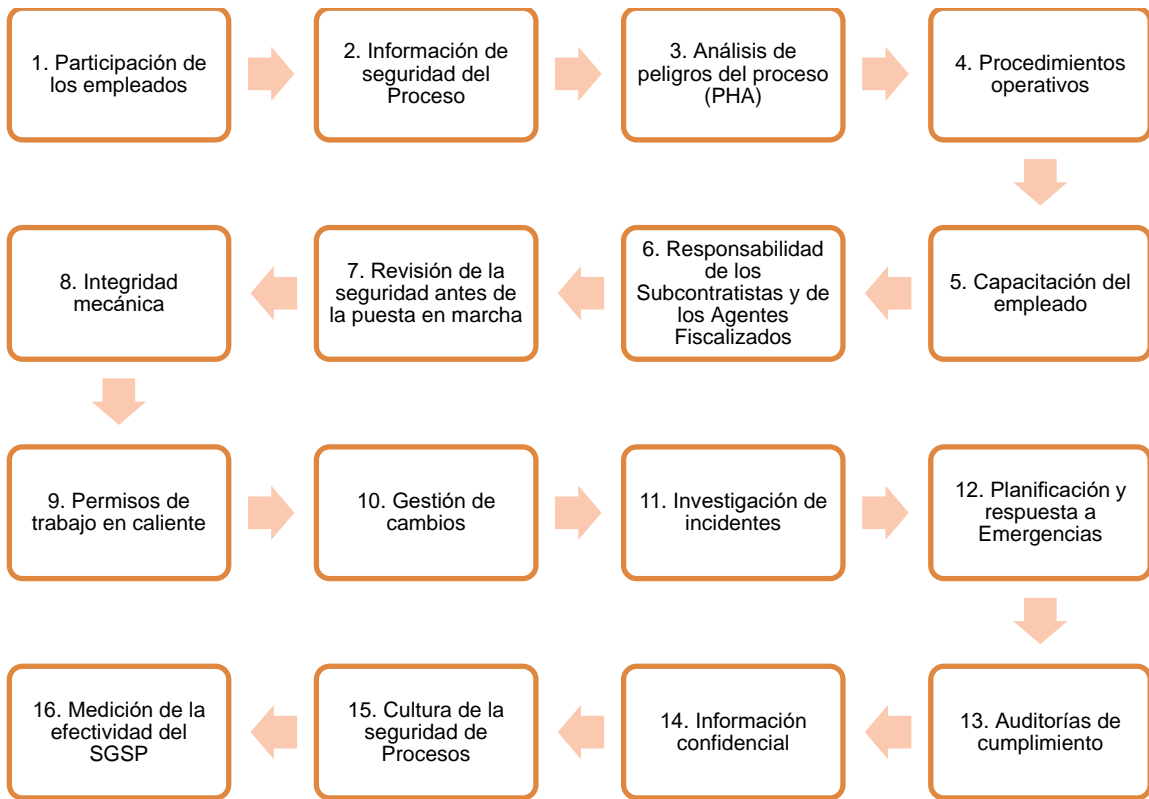 1. Participación de
los empleados
2. Información de
seguridad del
Proceso
3. Análisis de
peligros del proceso
(PHA)
4. Procedimientos
operativos
5. Capacitación del
empleado
6. Responsabilidad
de los
Subcontratistas y de
los Agentes
Fiscalizados
7. Revisión de la
seguridad antes de
la puesta en marcha
8. Integridad
mecánica
9. Permisos de
trabajo en caliente
10. Gestión de
cambios
11. Investigación de
incidentes
12. Planificación y
respuesta a
Emergencias
13. Auditorías de
cumplimiento
14. Información
confidencial
15. Cultura de la
seguridad de
Procesos
16. Medición de la
efectividad del
SGSP